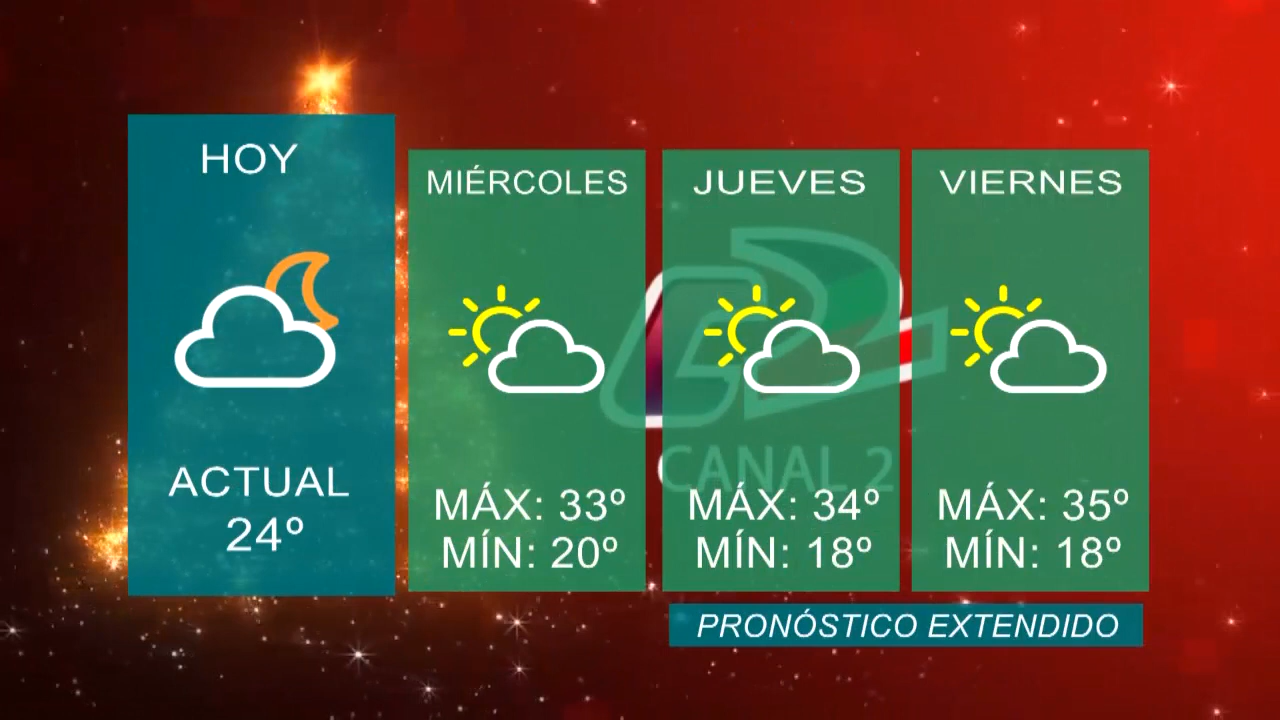 HOY
ACTUAL
24º
MIÉRCOLES
MÁX: 33º
MÍN: 20º
JUEVES
MÁX: 34º
MÍN: 18º
VIERNES
MÁX: 35º
MÍN: 18º
CANAL 2
PRONÓSTICO EXTENDIDO